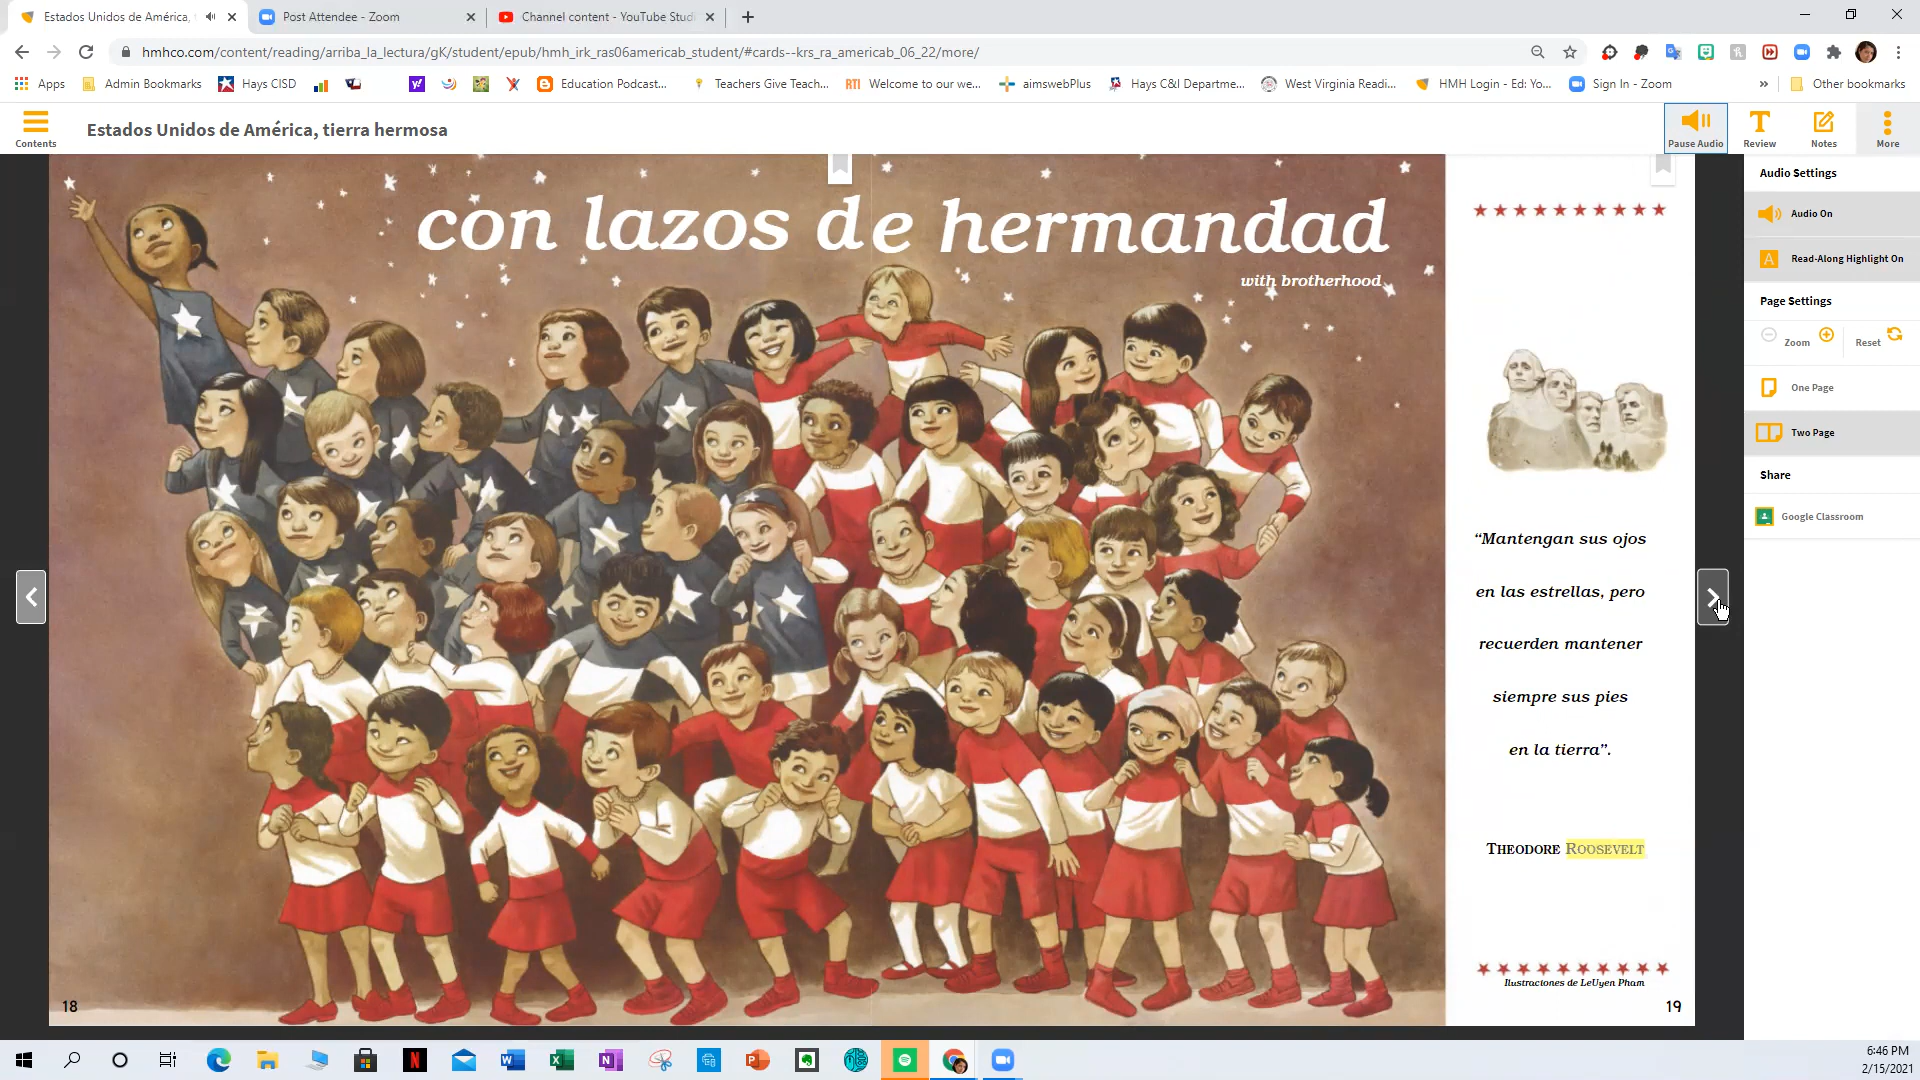 Estados Unidos de América,
Post Attendee - Zoom
Channel content - YouTube Stud
hmhco.com/content/reading/arriba_la_lectura/gK/student/epub/hmh_irk_ras06americab_student/#cards--krs_ra_americab_06_22/more/
Apps
Admin Bookmarks
Hays CISD
Education Podcast...
Teachers Give Teach...
RTI
Welcome to our we...
aimswebPlus
Hays C&I Departme...
West Virginia Readi...
HMH Login - Ed: Yo...
Sign In - Zoom
»
Other bookmarks
Contents
Estados Unidos de América, tierra hermosa
Pause Audio
Review
Notes
More
con lazos de hermandad
with brotherhood
“Mantengan sus ojos
en las estrellas, pero
recuerden mantener
siempre sus pies
en la tierra”.
THEODORE ROOSEVELT
Ilustraciones de LeUyen Pham
18
19
Audio Settings
Audio On
A Read-Along Highlight On
Page Settings
Zoom
Reset
One Page
Two Page
Share
Google Classroom
6:46 PM
2/15/2021